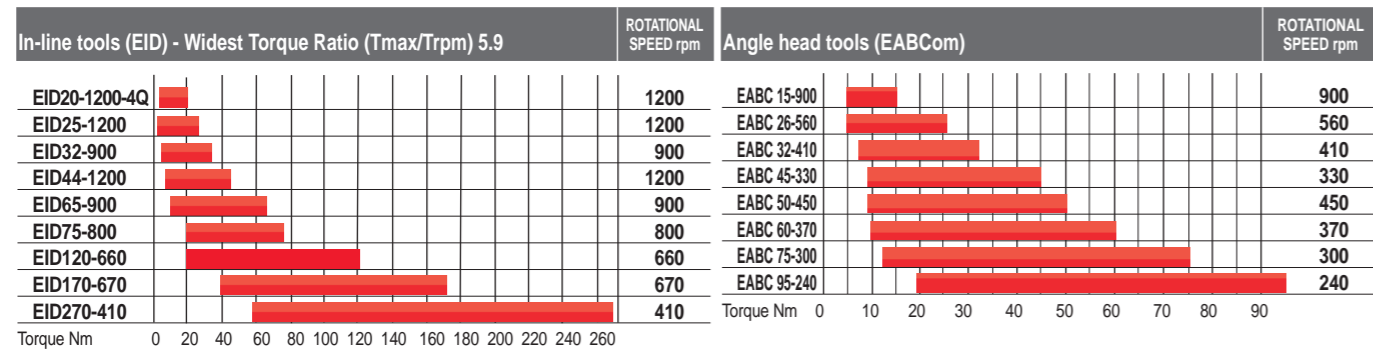 In-line tools (EID) - Widest Torque Ratio (Tmax/Trpm) 5.9
ROTATIONAL
SPEED rpm
EID20-1200-4Q 1200
EID25-1200 1200
EID32-900 900
EID44-1200 1200
EID65-900 900
EID75-800 800
EID120-660 660
EID170-670 670
EID270-410 410
Torque Nm 0 20 40 60 80 100 120 140 160 180 200 220 240 260
Angle head tools (EABCom)
ROTATIONAL
SPEED rpm
EABC 15-900 900
EABC 26-560 560
EABC 32-410 410
EABC 45-330 330
EABC 50-450 450
EABC 60-370 370
EABC 75-300 300
EABC 95-240 240
Torque Nm 0 10 20 30 40 50 60 70 80 90